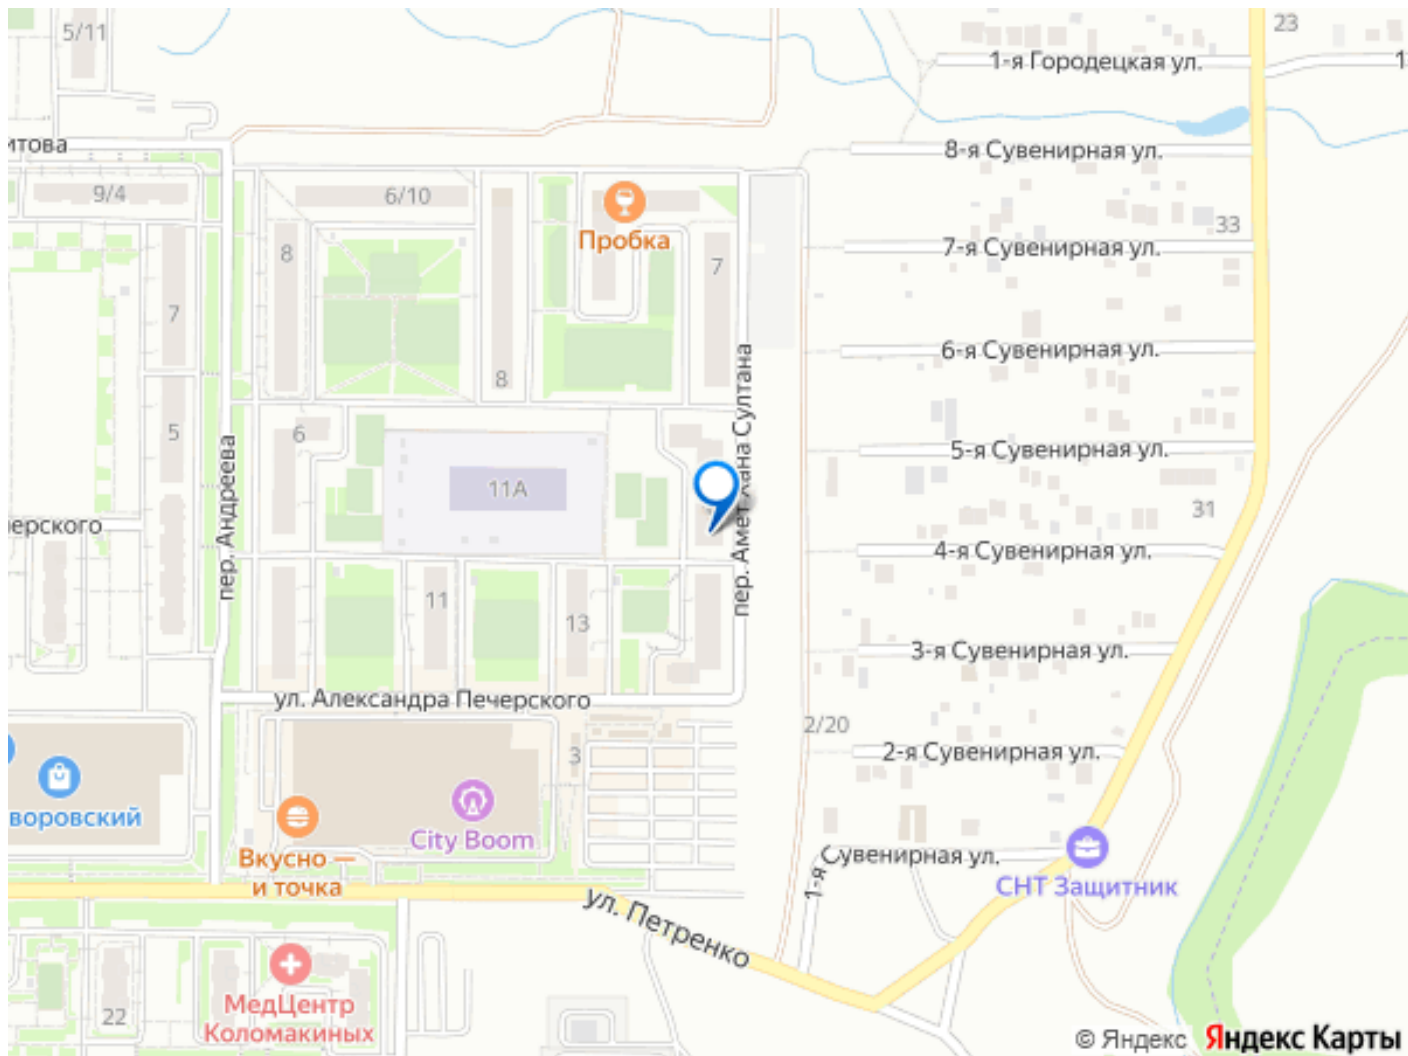 5/11
23
1-я Городецкая ул.
итова
8-я Сувенирная ул.
9/4
6/10
Пробка
33
8
7
7-я Сувенирная ул.
7
6-я Сувенирная ул.
8
5
6
пер. Андреева
пер. Амет-Хана Султана
5-я Сувенирная ул.
11А
31
ерского
4-я Сувенирная ул.
11
13
3-я Сувенирная ул.
ул. Александра Печерского
2/20
3
2-я Сувенирная ул.
воровский
City Boom
Вкусно —
и точка
1-я Сувенирная ул.
СНТ Защитник
ул. Петренко
МедЦентр
Коломакиных
22
© Яндекс Яндекс Карты